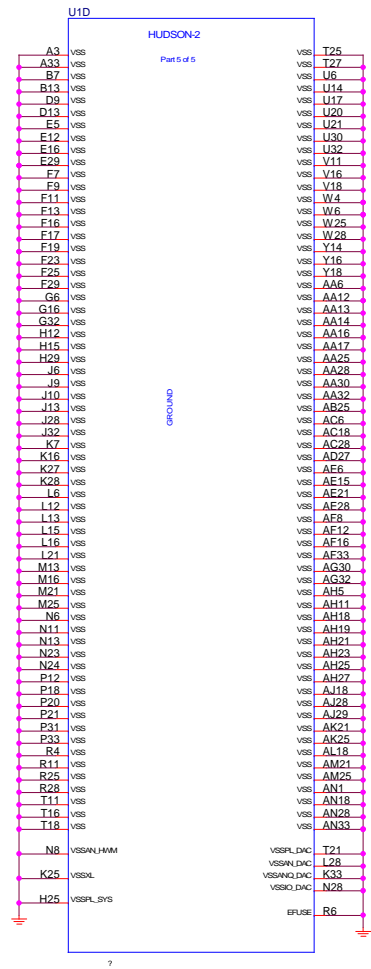 U1D
HUDSON-2
Part 5 of 5
GROUND
A3 VSS VSS T25
A33 VSS VSS T27
B7 VSS VSS U6
B13 VSS VSS U14
D9 VSS VSS U17
D13 VSS VSS U20
E5 VSS VSS U21
E12 VSS VSS U30
E16 VSS VSS U32
E29 VSS VSS V11
F7 VSS VSS V16
F9 VSS VSS V18
F11 VSS VSS W4
F13 VSS VSS W6
F16 VSS VSS W25
F17 VSS VSS W28
F19 VSS VSS Y14
F23 VSS VSS Y16
F25 VSS VSS Y18
F29 VSS VSS AA6
G6 VSS VSS AA12
G16 VSS VSS AA13
G32 VSS VSS AA14
H12 VSS VSS AA16
H15 VSS VSS AA17
H29 VSS VSS AA25
J6 VSS VSS AA28
J9 VSS VSS AA30
J10 VSS VSS AA32
J13 VSS VSS AB25
J28 VSS VSS AC6
J32 VSS VSS AC18
K7 VSS VSS AC28
K16 VSS VSS AD27
K27 VSS VSS AE6
K28 VSS VSS AE15
L6 VSS VSS AE21
L12 VSS VSS AE28
L13 VSS VSS AF8
L15 VSS VSS AF12
L16 VSS VSS AF16
L21 VSS VSS AF33
M13 VSS VSS AG30
M16 VSS VSS AG32
M21 VSS VSS AH5
M25 VSS VSS AH11
N6 VSS VSS AH18
N11 VSS VSS AH19
N13 VSS VSS AH21
N23 VSS VSS AH23
N24 VSS VSS AH25
P12 VSS VSS AH27
P18 VSS VSS AJ18
P20 VSS VSS AJ28
P21 VSS VSS AJ29
P31 VSS VSS AK21
P33 VSS VSS AK25
R4 VSS VSS AL18
R11 VSS VSS AM21
R25 VSS VSS AM25
R28 VSS VSS AN1
T11 VSS VSS AN18
T16 VSS VSS AN28
T18 VSS VSS AN33
N8 VSSAN_HWM VSSPL_DAC T21
VSSAN_DAC L28
K25 VSSXL VSSANQ_DAC K33
VSSIO_DAC N28
H25 VSSPL_SYS
EFUSE R6
?